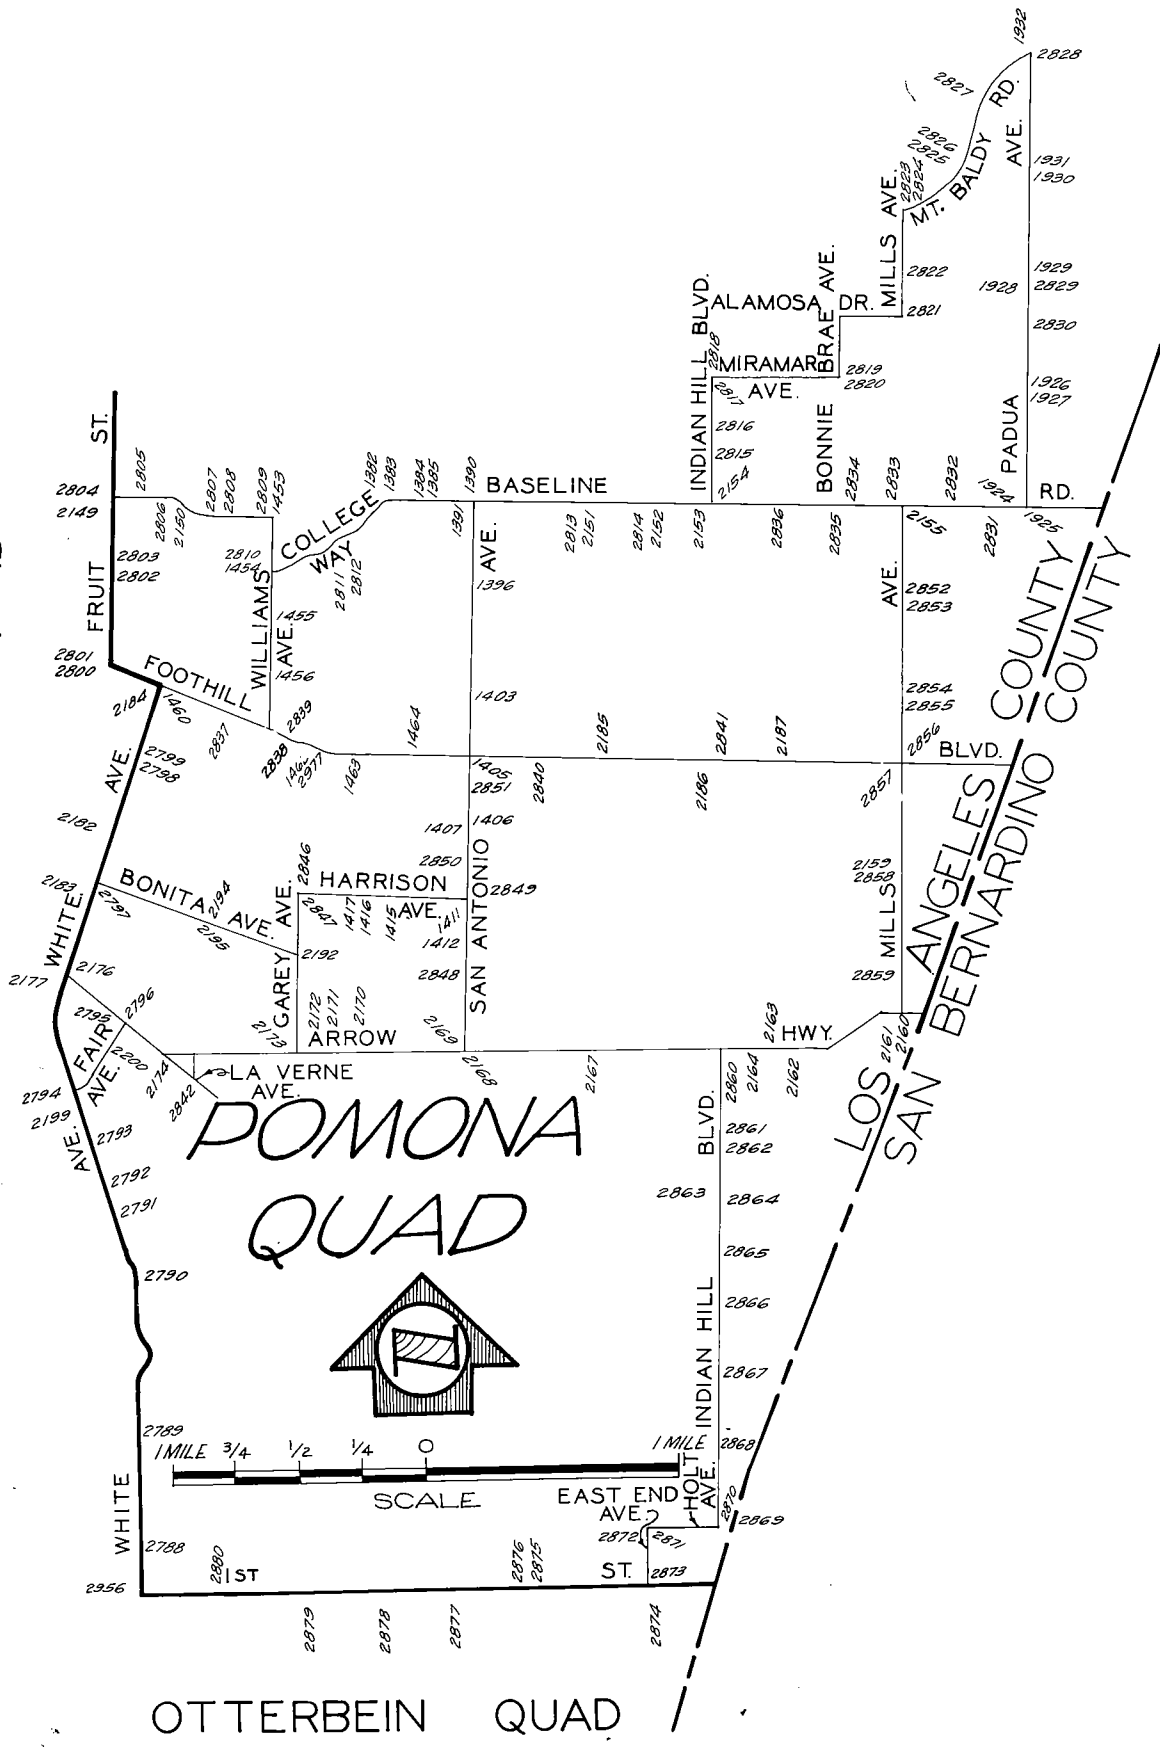 1932
2828
2827
RD.
AVE.
2826
2825
2823
2824
MT. BALDY
1931
1930
MILLS AVE.
2822
1928
1929
2829
INDIAN HILL BLVD.
ALAMOSA DR.
BRAE AVE.
2821
2830
2818
MIRAMAR
AVE.
2819
2820
2817
1926
1927
2816
2815
2154
BONNIE
PADUA
ST.
2805
2807
2808
2809
1453
1382
1383
1384
1385
1390
BASELINE
2834
2833
2832
1924
RD.
2804
2149
2806
2150
COLLEGE
WAY
1391
2813
2151
2814
2152
2153
2836
2835
2155
2831
1925
2803
2802
2810
1454
2811
2812
AVE.
1396
AVE.
2852
2853
FRUIT
WILLIAMS
AVE.
1455
1456
2801
2800
FOOTHILL
2184
1460
2837
2839
2838
2977
1463
1464
1403
2185
2841
2187
2854
2855
2856
BLVD.
COUNTY
COUNTY
AVE.
2799
2798
1405
2851
2840
2186
2857
2182
1407
1406
2846
2850
2159
2858
2183
BONITA AVE.
2194
2797
2195
HARRISON
AVE.
2849
2847
1417
1416
1415
1411
1412
WHITE
GAREY AVE.
2192
SAN ANTONIO
2848
MILLS
2859
ANGELES
BERNARDINO
2177
2176
2795
2796
2173
2172
2171
2170
2169
ARROW
2163
HWY.
2161
2160
FAIR
AVE.
2200
2174
2842
LA VERNE
AVE.
2168
2167
2860
2164
2162
LOS
SAN
2794
2199
AVE.
2793
2792
2791
POMONA
QUAD
BLVD.
2861
2862
2863
2864
2790
2865
2866
INDIAN HILL
2867
2789
1 MILE 3/4 1/2 1/4 0 1 MILE
SCALE
2868
HOLT
AVE.
EAST END
AVE.
2870
2869
WHITE
2788
2880
1ST
2876
2875
2872
2871
ST.
2873
2956
2879
2878
2877
2874
OTTERBEIN QUAD